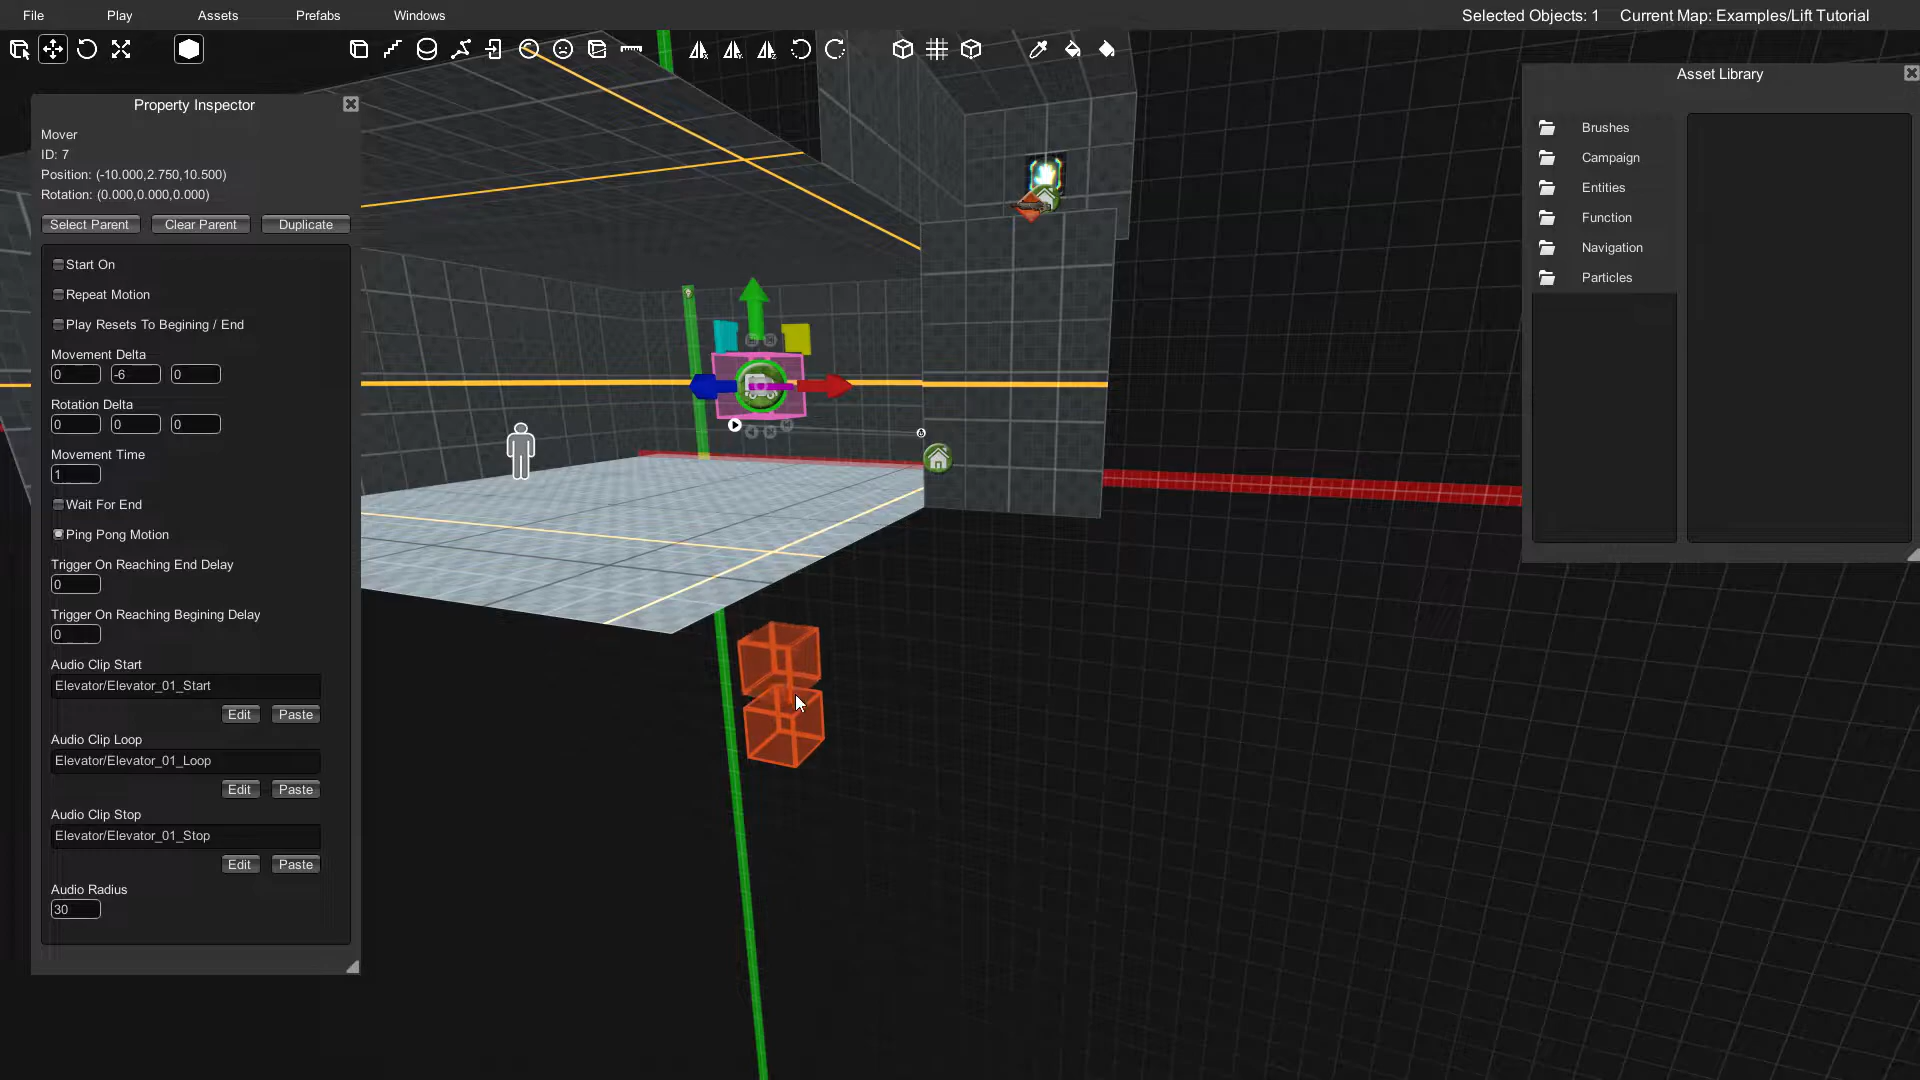 File Play Assets Prefabs Windows Selected Objects: 1 Current Map: Examples/Lift Tutorial
Property Inspector
Mover
ID: 7
Position: (-10.000,2.750,10.500)
Rotation: (0.000,0.000,0.000)
Select Parent Clear Parent Duplicate
Start On
Repeat Motion
Play Resets To Begining / End
Movement Delta
0 -6 0
Rotation Delta
0 0 0
Movement Time
1
Wait For End
Ping Pong Motion
Trigger On Reaching End Delay
0
Trigger On Reaching Begining Delay
0
Audio Clip Start
Elevator/Elevator_01_Start
Edit Paste
Audio Clip Loop
Elevator/Elevator_01_Loop
Edit Paste
Audio Clip Stop
Elevator/Elevator_01_Stop
Edit Paste
Audio Radius
30
Asset Library
Brushes
Campaign
Entities
Function
Navigation
Particles